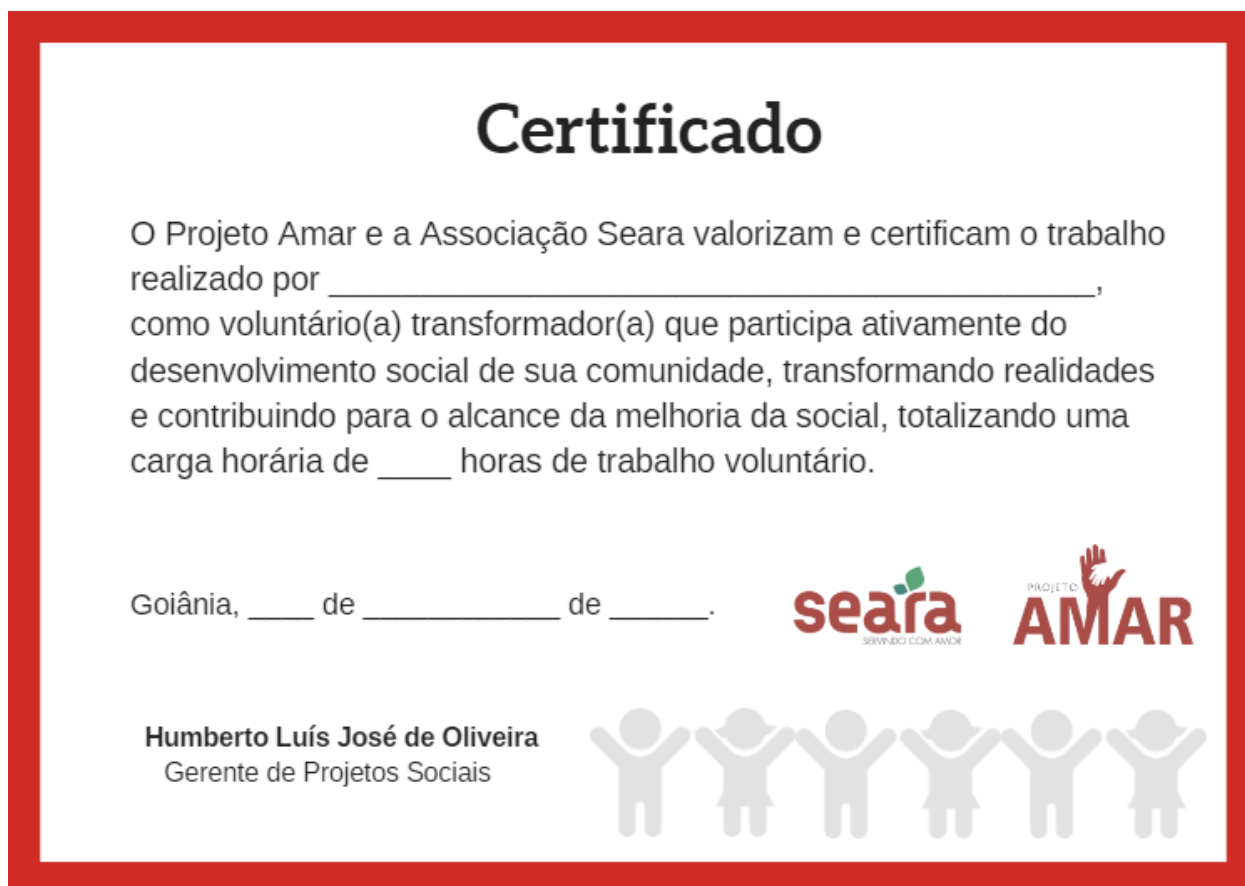 Certificado
O Projeto Amar e a Associação Seara valorizam e certificam o trabalho
realizado por __________________________________________,
como voluntário(a) transformador(a) que participa ativamente do
desenvolvimento social de sua comunidade, transformando realidades
e contribuindo para o alcance da melhoria da social, totalizando uma
carga horária de ____ horas de trabalho voluntário.
Goiânia, ____ de ____________ de ______.
seara
SERVINDO COM AMOR
PROJETO
AMAR
Humberto Luís José de Oliveira
Gerente de Projetos Sociais